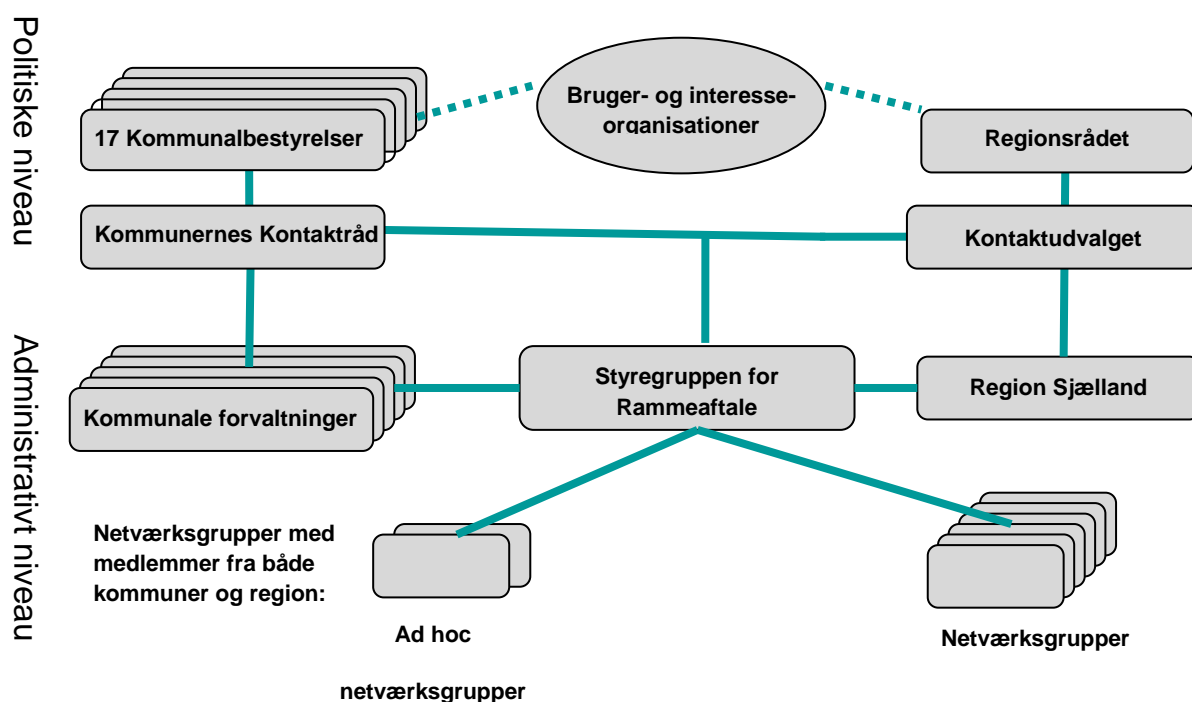 Politiske niveau
Bruger- og interesse-
organisationer
17 Kommunalbestyrelser
Regionsrådet
Kommunernes Kontaktråd
Kontaktudvalget
Administrativt niveau
Styregruppen for
Rammeaftale
Region Sjælland
Kommunale forvaltninger
Netværksgrupper med
medlemmer fra både
kommuner og region:
Ad hoc
netværksgrupper
Netværksgrupper